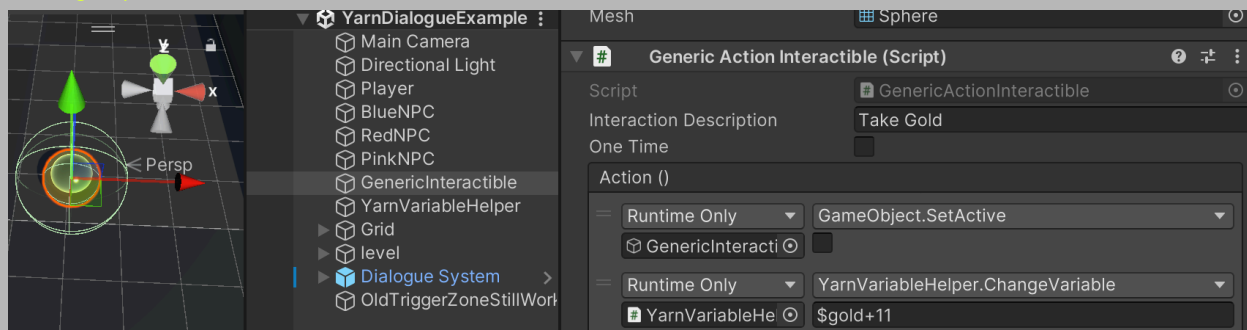 y
x
Persp
YarnDialogueExample
Main Camera
Directional Light
Player
BlueNPC
RedNPC
PinkNPC
GenericInteractible
YarnVariableHelper
Grid
level
Dialogue System
OldTriggerZoneStillWork
Mesh
Sphere
# Generic Action Interactible (Script)
Script
# GenericActionInteractible
Interaction Description
Take Gold
One Time
Action ()
Runtime Only
GameObject.SetActive
GenericInteracti
Runtime Only
YarnVariableHelper.ChangeVariable
# YarnVariableHe
$gold+11